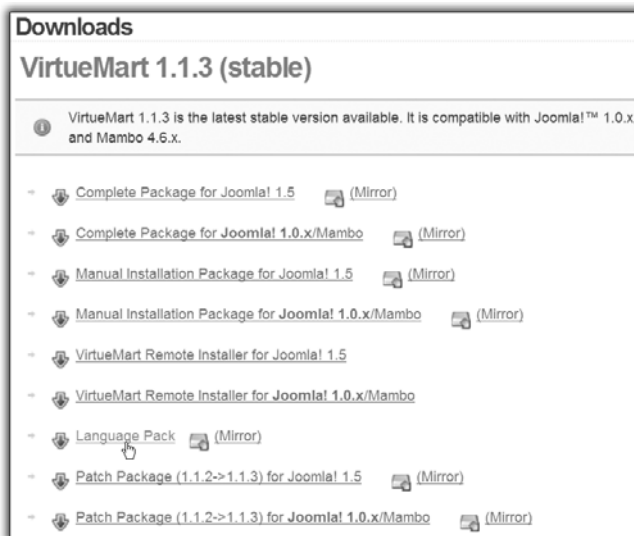 Downloads
VirtueMart 1.1.3 (stable)
VirtueMart 1.1.3 is the latest stable version available. It is compatible with Joomla!™ 1.0.x
and Mambo 4.6.x.
Complete Package for Joomla! 1.5 (Mirror)
Complete Package for Joomla! 1.0.x/Mambo (Mirror)
Manual Installation Package for Joomla! 1.5 (Mirror)
Manual Installation Package for Joomla! 1.0.x/Mambo (Mirror)
VirtueMart Remote Installer for Joomla! 1.5
VirtueMart Remote Installer for Joomla! 1.0.x/Mambo
Language Pack (Mirror)
Patch Package (1.1.2->1.1.3) for Joomla! 1.5 (Mirror)
Patch Package (1.1.2->1.1.3) for Joomla! 1.0.x/Mambo (Mirror)